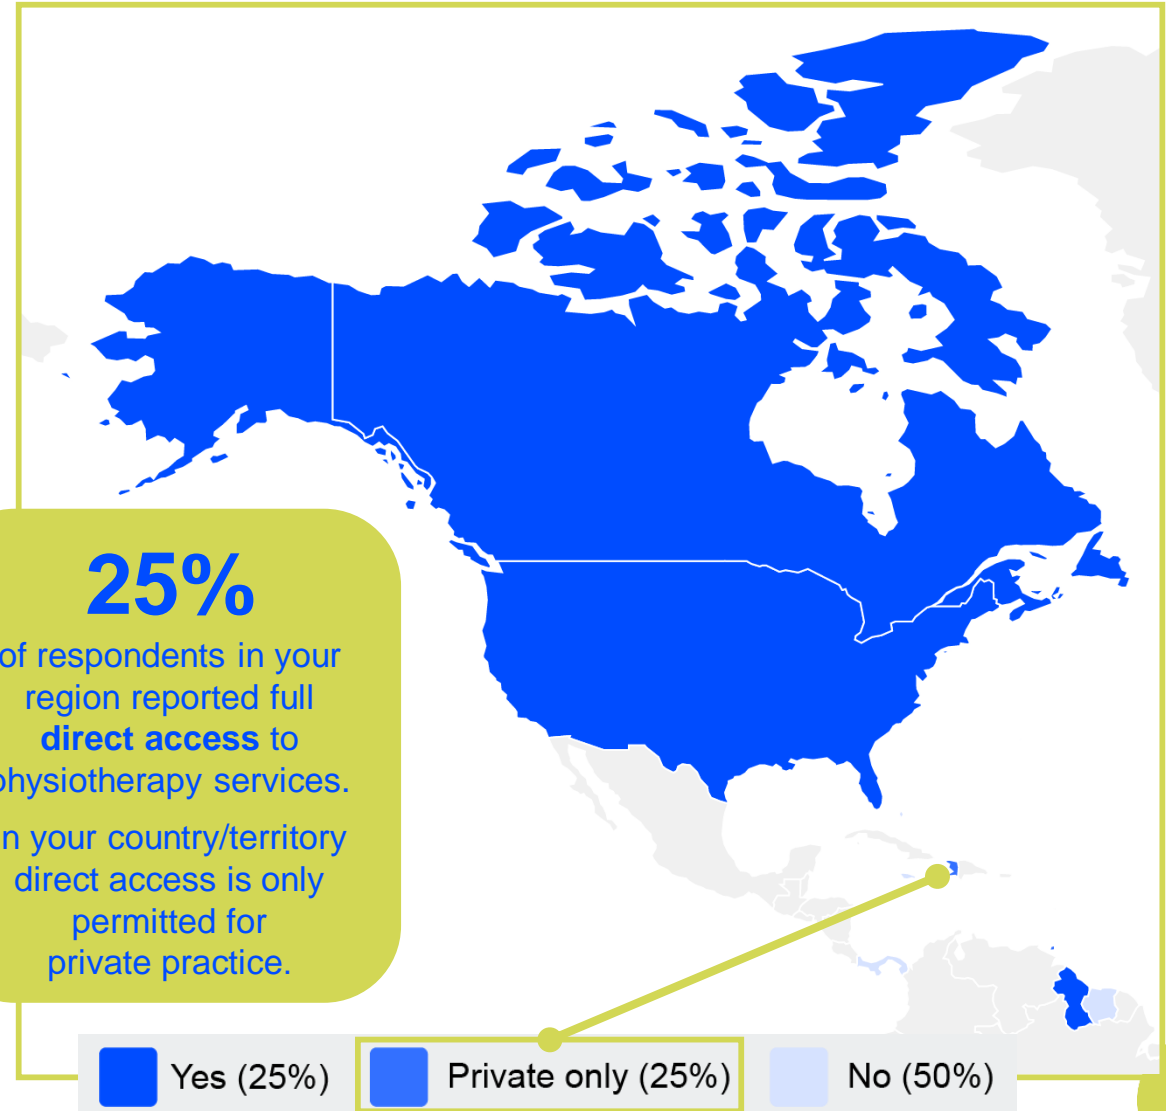 25%
of respondents in your
region reported full
direct access to
physiotherapy services.
n your country/territory
direct access is only
permitted for
private practice.
Yes (25%)
Private only (25%)
No (50%)